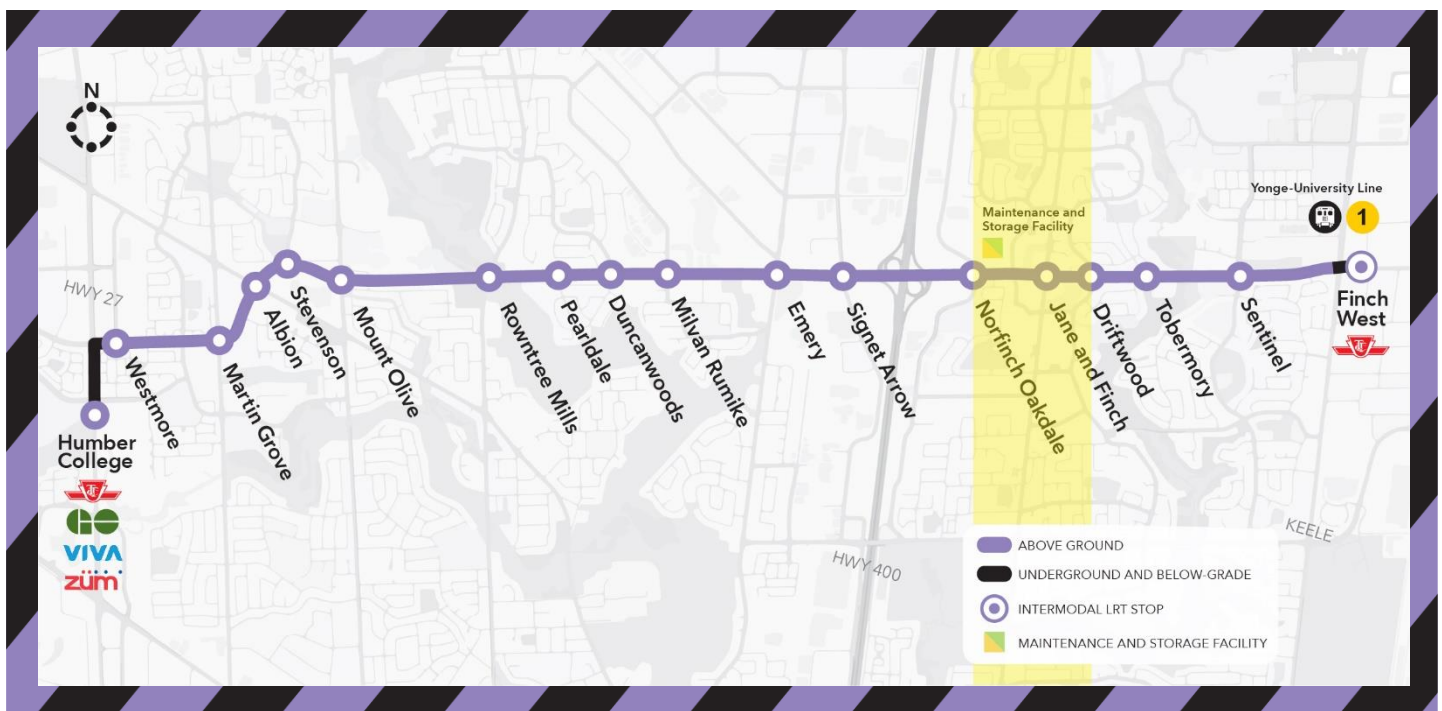 N
Yonge-University Line
1
Maintenance and
Storage Facility
HWY 27
Finch
West
Humber
College
GO
VIVA
züm
Westmore
Martin Grove
Albion
Stevenson
Mount Olive
Rowntree Mills
Pearldale
Duncanwoods
Milvan Rumike
Emery
Signet Arrow
Norfinch Oakdale
Jane and Finch
Driftwood
Tobermory
Sentinel
KEELE
HWY 400
ABOVE GROUND
UNDERGROUND AND BELOW-GRADE
INTERMODAL LRT STOP
MAINTENANCE AND STORAGE FACILITY